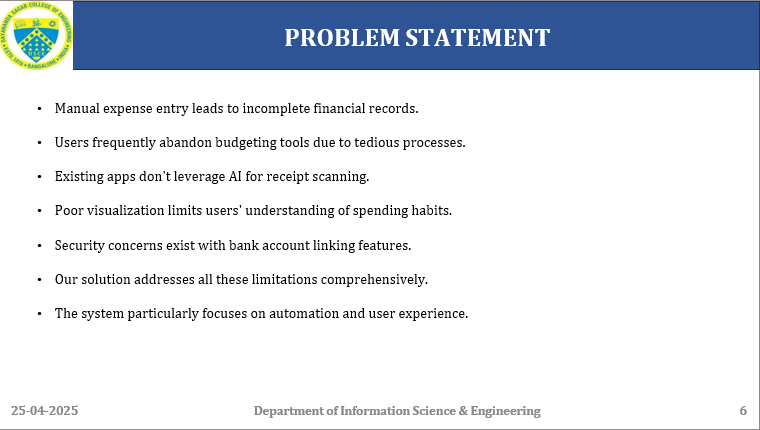 DAYANANDA SAGAR COLLEGE OF ENGINEERING
DSCE
ESTD 1979 • BANGALORE • INDIA
PROBLEM STATEMENT
• Manual expense entry leads to incomplete financial records.
• Users frequently abandon budgeting tools due to tedious processes.
• Existing apps don't leverage AI for receipt scanning.
• Poor visualization limits users' understanding of spending habits.
• Security concerns exist with bank account linking features.
• Our solution addresses all these limitations comprehensively.
• The system particularly focuses on automation and user experience.
25-04-2025
Department of Information Science & Engineering
6